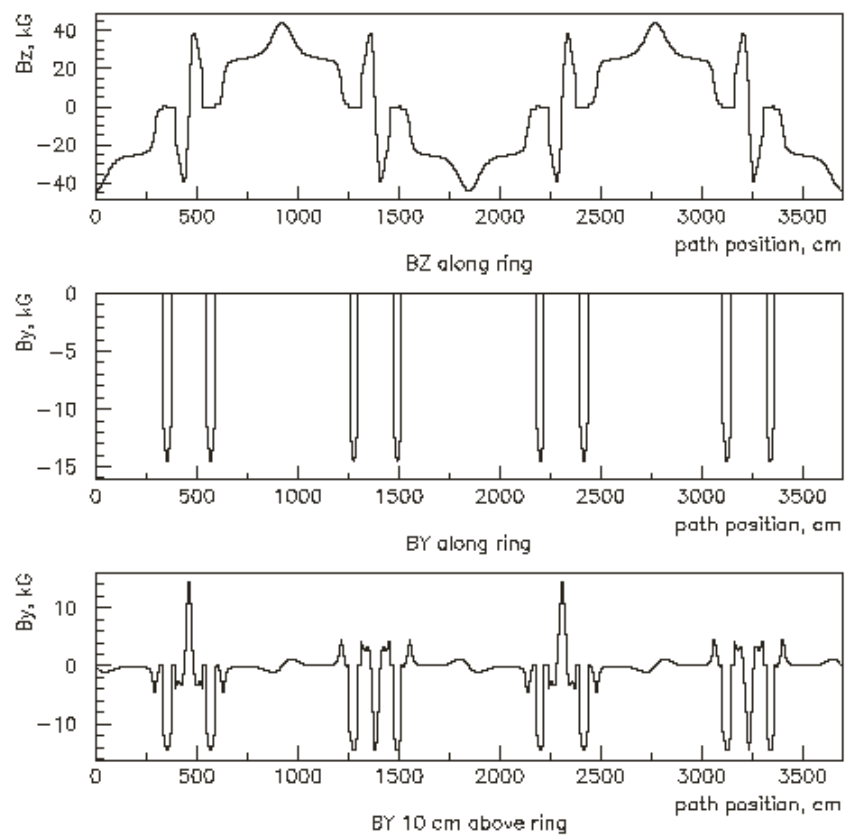 Bz, kG
40
20
0
−20
−40
0 500 1000 1500 2000 2500 3000 3500
path position, cm
BZ along ring
By, kG
0
−5
−10
−15
0 500 1000 1500 2000 2500 3000 3500
path position, cm
BY along ring
By, kG
10
0
−10
0 500 1000 1500 2000 2500 3000 3500
path position, cm
BY 10 cm above ring